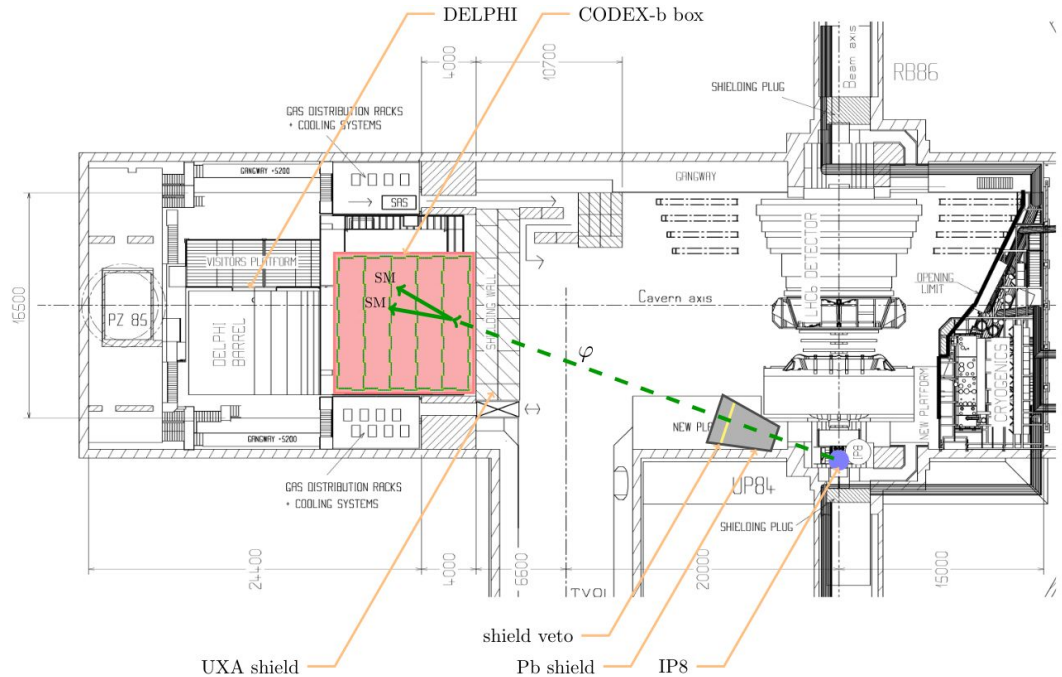 DELPHI
CODEX-b box
4000
10700
Beam axis
RB86
SHIELDING PLUG
GAS DISTRIBUTION RACKS
+ COOLING SYSTEMS
GANGWAY +5200
GANGWAY
SAS
VISITORS PLATFORM
LHCb DETECTOR
OPENING
LIMIT
SM
SM
PZ 85
16500
DELPHI
BARREL
SHIELDING WALL
Cavern axis
φ
CRYOGENICS
NEW PLATFORM
NEW PLA
IP8
GANGWAY +5200
GAS DISTRIBUTION RACKS
+ COOLING SYSTEMS
UP84
SHIELDING PLUG
24400
4000
6600
20000
15000
shield veto
UXA shield
Pb shield
IP8